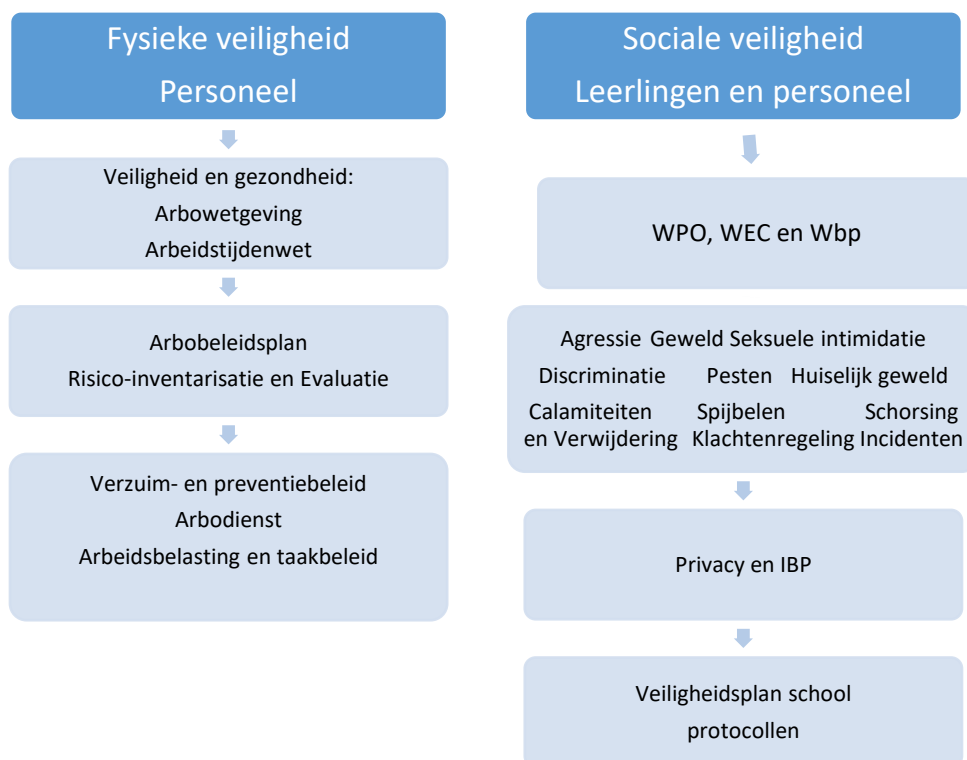 Fysieke veiligheid
Personeel
Veiligheid en gezondheid:
Arbowetgeving
Arbeidstijdenwet
Arbobeleidsplan
Risico-inventarisatie en Evaluatie
Verzuim- en preventiebeleid
Arbodienst
Arbeidsbelasting en taakbeleid
Sociale veiligheid
Leerlingen en personeel
WPO, WEC en Wbp
Agressie Geweld Seksuele intimidatie
Discriminatie Pesten Huiselijk geweld
Calamiteiten Spijbelen Schorsing
en Verwijdering Klachtenregeling Incidenten
Privacy en IBP
Veiligheidsplan school
protocollen